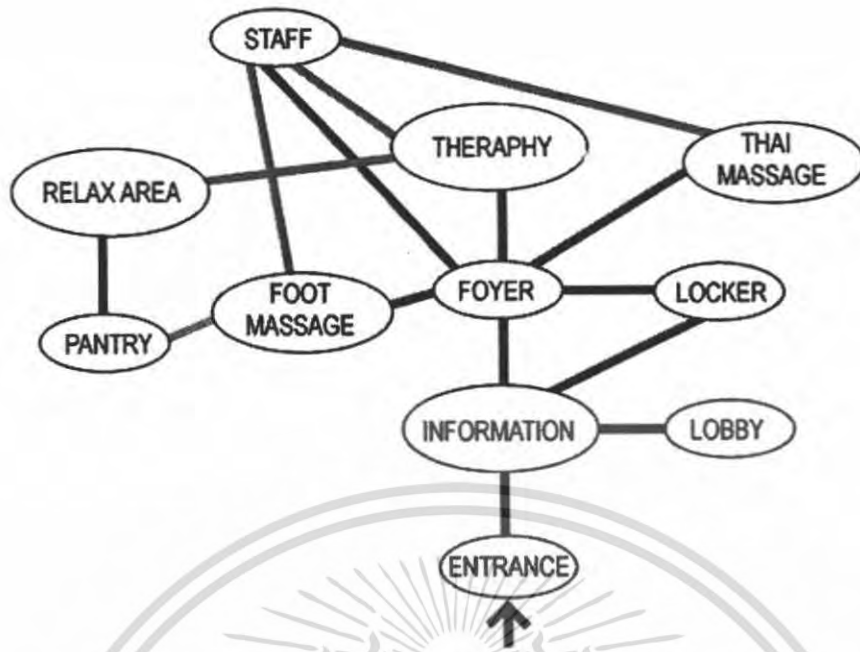 STAFF
THERAPHY
THAI
MASSAGE
RELAX AREA
FOOT
MASSAGE
FOYER
LOCKER
PANTRY
INFORMATION
LOBBY
ENTRANCE